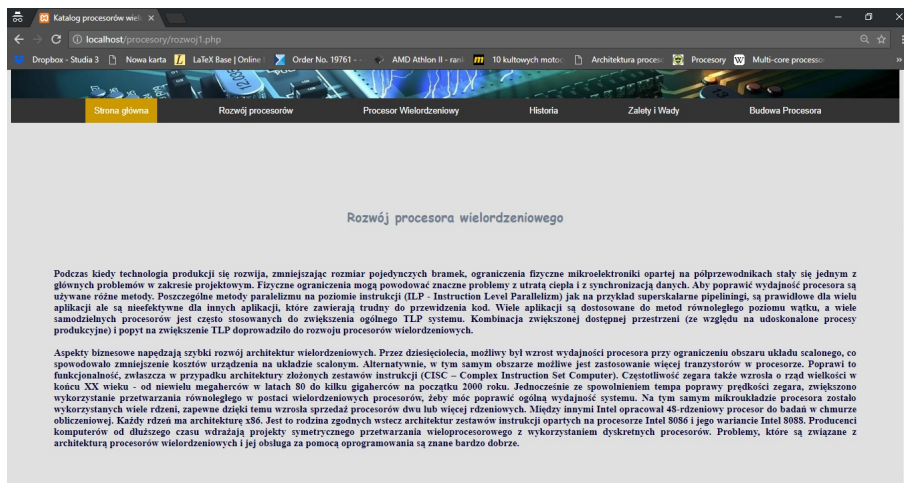 Katalog procesorów wiel
localhost/procesory/rozwoj1.php
Dropbox - Studia 3 Nowa karta LaTeX Base | Online Order No. 19761 - - AMD Athlon II - rani 10 kultowych motoc Architektura proces Procesory Multi-core processo »
Strona główna Rozwój procesorów Procesor Wielordzeniowy Historia Zalety i Wady Budowa Procesora
Rozwój procesora wielordzeniowego
Podczas kiedy technologia produkcji się rozwija, zmniejszając rozmiar pojedynczych bramek, ograniczenia fizyczne mikroelektroniki opartej na półprzewodnikach stały się jednym z
głównych problemów w zakresie projektowym. Fizyczne ograniczenia mogą powodować znaczne problemy z utratą ciepła i z synchronizacją danych. Aby poprawić wydajność procesora są
używane różne metody. Poszczególne metody paralelizmu na poziomie instrukcji (ILP - Instruction Level Parallelizm) jak na przykład superskalarne pipeliningi, są prawidłowe dla wielu
aplikacji ale są nieefektywne dla innych aplikacji, które zawierają trudny do przewidzenia kod. Wiele aplikacji są dostosowane do metod równoległego poziomu wątku, a wiele
samodzielnych procesorów jest często stosowanych do zwiększenia ogólnego TLP systemu. Kombinacja zwiększonej dostępnej przestrzeni (ze względu na udoskonalone procesy
produkcyjne) i popyt na zwiększenie TLP doprowadziło do rozwoju procesorów wielordzeniowych.
Aspekty biznesowe napędzają szybki rozwój architektur wielordzeniowych. Przez dziesięciolecia, możliwy był wzrost wydajności procesora przy ograniczeniu obszaru układu scalonego, co
spowodowało zmniejszenie kosztów urządzenia na układzie scalonym. Alternatywnie, w tym samym obszarze możliwe jest zastosowanie więcej tranzystorów w procesorze. Poprawi to
funkcjonalność, zwłaszcza w przypadku architektury złożonych zestawów instrukcji (CISC – Complex Instruction Set Computer). Częstotliwość zegara także wzrosła o rząd wielkości w
końcu XX wieku - od niewielu megaherców w latach 80 do kilku gigaherców na początku 2000 roku. Jednocześnie ze spowolnieniem tempa poprawy prędkości zegara, zwiększono
wykorzystanie przetwarzania równoległego w postaci wielordzeniowych procesorów, żeby móc poprawić ogólną wydajność systemu. Na tym samym mikroukładzie procesora zostało
wykorzystanych wiele rdzeni, zapewne dzięki temu wzrosła sprzedaż procesorów dwu lub więcej rdzeniowych. Między innymi Intel opracował 48-rdzeniowy procesor do badań w chmurze
obliczeniowej. Każdy rdzeń ma architekturę x86. Jest to rodzina zgodnych wstecz architektur zestawów instrukcji opartych na procesorze Intel 8086 i jego wariancie Intel 8088. Producenci
komputerów od dłuższego czasu wdrażają projekty symetrycznego przetwarzania wieloprocesorowego z wykorzystaniem dyskretnych procesorów. Problemy, które są związane z
architekturą procesorów wielordzeniowych i jej obsługa za pomocą oprogramowania są znane bardzo dobrze.